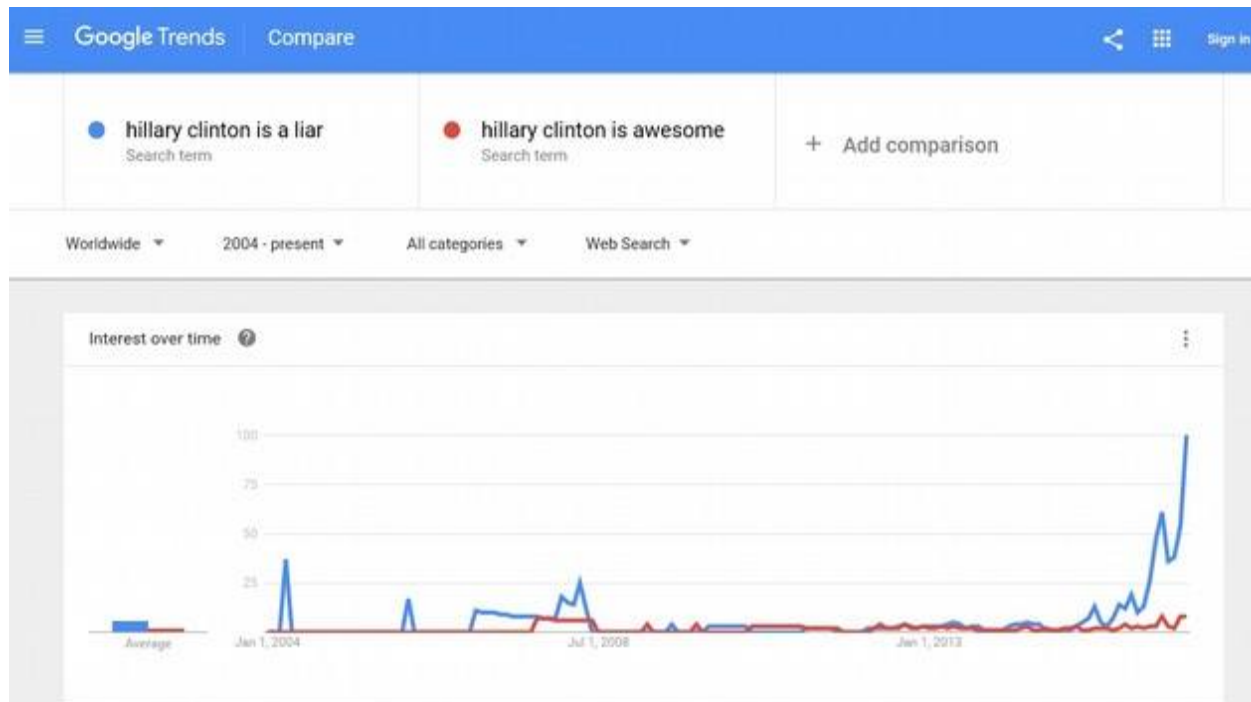 Google Trends Compare Sign in
hillary clinton is a liar
Search term
hillary clinton is awesome
Search term
+ Add comparison
Worldwide 2004 - present All categories Web Search
Interest over time ?
100
75
50
25
Average
Jan 1, 2004 Jul 1, 2008 Jan 1, 2013